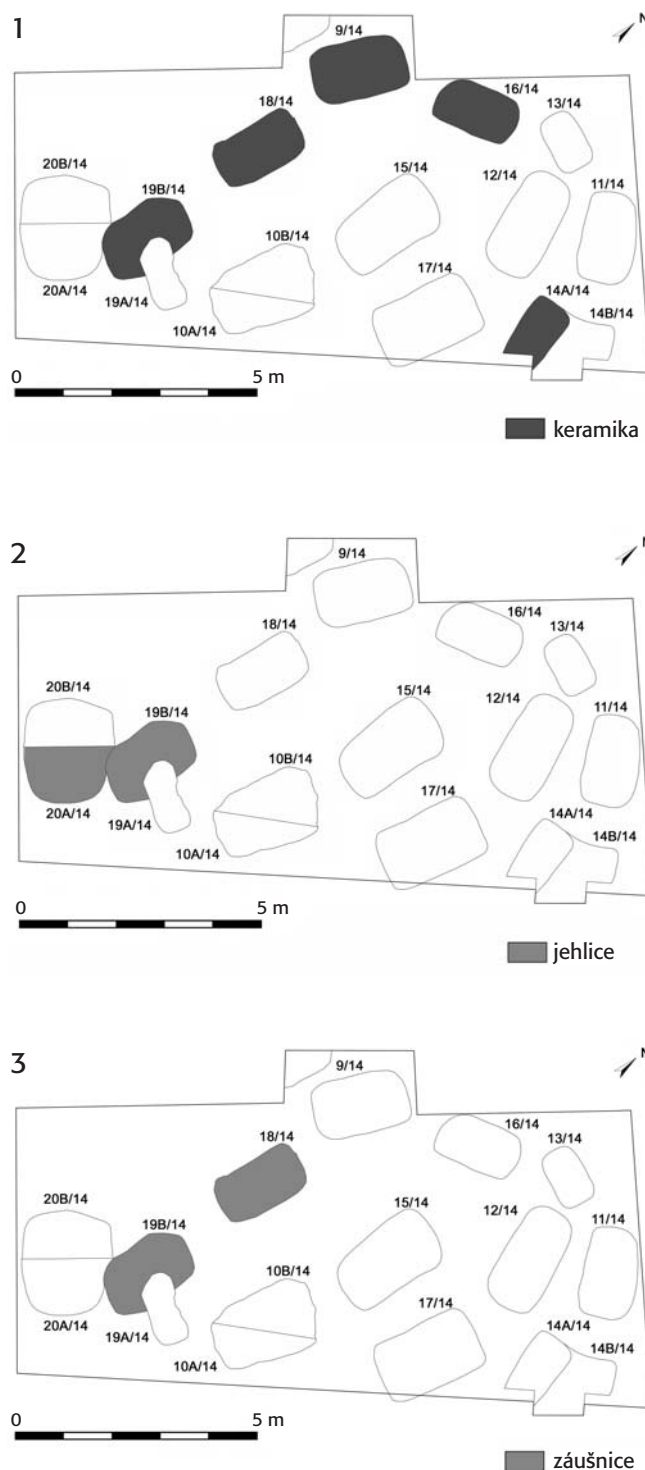 1
N
9/14
18/14
16/14
13/14
20B/14
19B/14
15/14
12/14
11/14
10B/14
20A/14
19A/14
10A/14
17/14
14A/14
14B/14
0 5 m
keramika
2
N
9/14
18/14
16/14
13/14
20B/14
19B/14
15/14
12/14
11/14
10B/14
20A/14
19A/14
10A/14
17/14
14A/14
14B/14
0 5 m
jehlice
3
N
9/14
18/14
16/14
13/14
20B/14
19B/14
15/14
12/14
11/14
10B/14
20A/14
19A/14
10A/14
17/14
14A/14
14B/14
0 5 m
záušnice